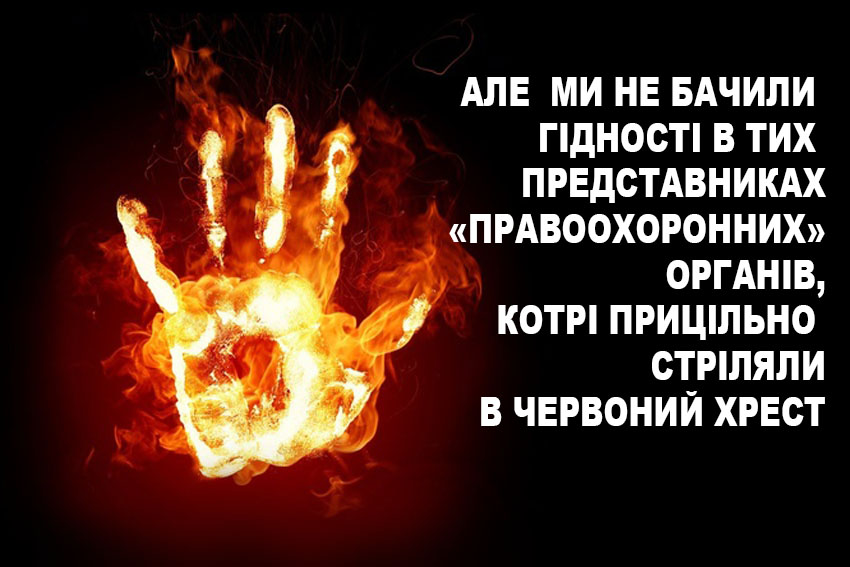 АЛЕ МИ НЕ БАЧИЛИ
ГІДНОСТІ В ТИХ
ПРЕДСТАВНИКАХ
«ПРАВООХОРОННИХ»
ОРГАНІВ,
КОТРІ ПРИЦІЛЬНО
СТРІЛЯЛИ
В ЧЕРВОНИЙ ХРЕСТ